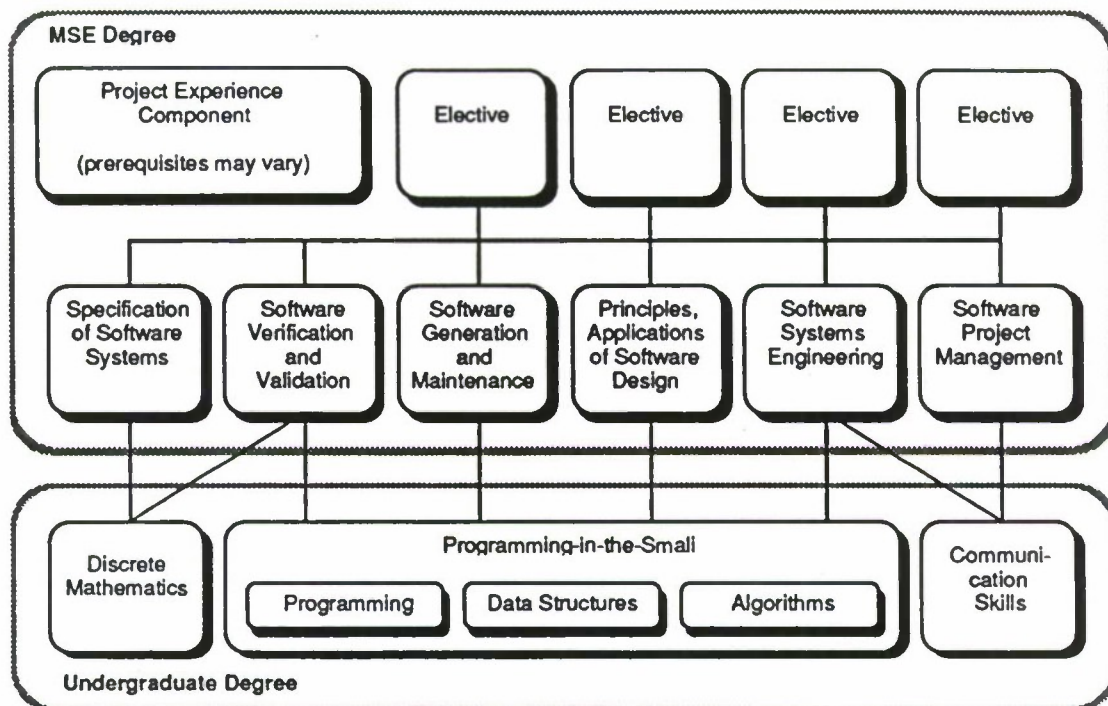 MSE Degree
Project Experience
Component
(prerequisites may vary)
Elective
Elective
Elective
Elective
Specification
of Software
Systems
Software
Verification
and
Validation
Software
Generation
and
Maintenance
Principles,
Applications
of Software
Design
Software
Systems
Engineering
Software
Project
Management
Discrete
Mathematics
Programming-in-the-Small
Programming
Data Structures
Algorithms
Communi-
cation
Skills
Undergraduate Degree